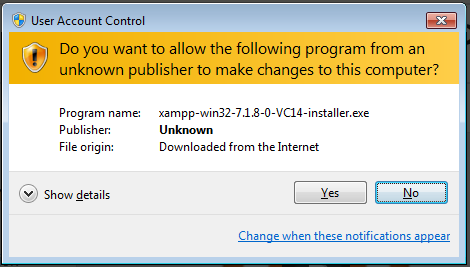 User Account Control
Do you want to allow the following program from an
unknown publisher to make changes to this computer?
Program name: xampp-win32-7.1.8-0-VC14-installer.exe
Publisher: Unknown
File origin: Downloaded from the Internet
Show details
Yes
No
Change when these notifications appear